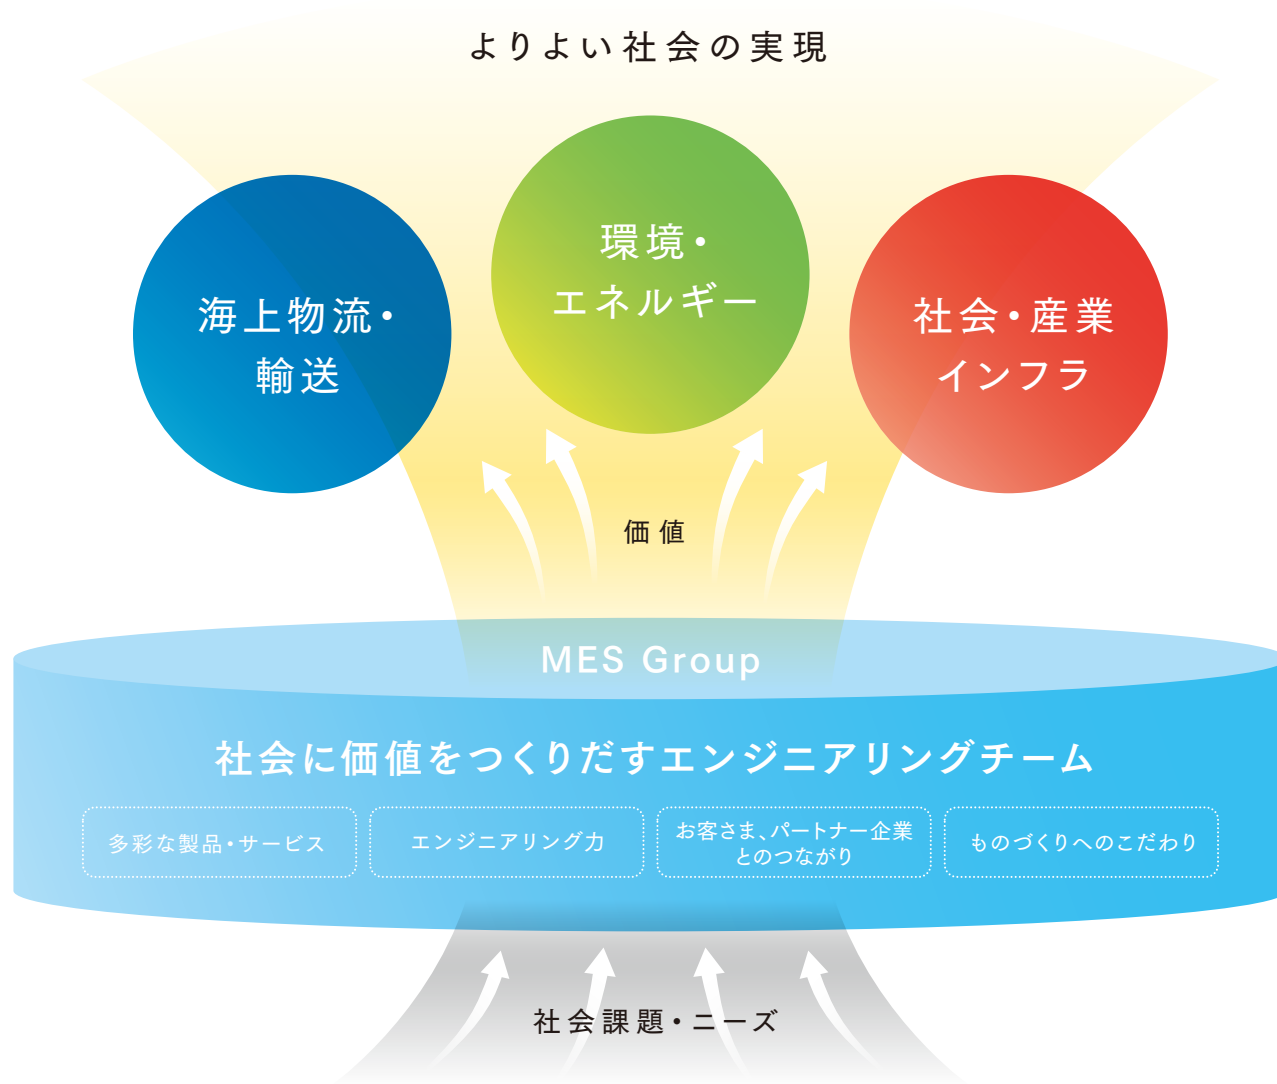 よりよい社会の実現
海上物流・
輸送
環境・
エネルギー
社会・産業
インフラ
価値
MES Group
社会に価値をつくりだすエンジニアリングチーム
多彩な製品・サービス
エンジニアリング力
お客さま、パートナー企業
とのつながり
ものづくりへのこだわり
社会課題・ニーズ